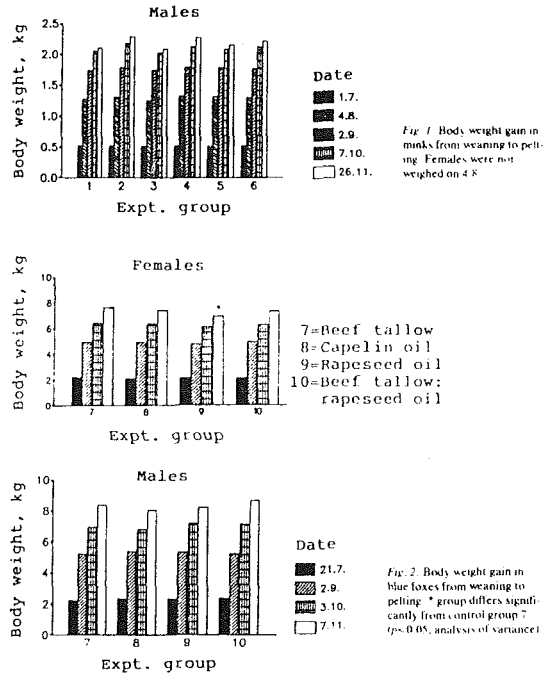 Males
Body weight, kg
2.5
2.0
1.5
1.0
0.5
0.0
1 2 3 4 5 6
Expt. group
Date
1.7.
4.8.
2.9.
7.10.
26.11.
Fig. 1. Body weight gain in
minks from weaning to pelt-
ing. Females were not
weighed on 4.8
Females
Body weight, kg
10
8
6
4
2
0
*
7 8 9 10
Expt. group
7=Beef tallow
8=Capelin oil
9=Rapeseed oil
10=Beef tallow:
rapeseed oil
Males
Body weight, kg
10
8
6
4
2
0
7 8 9 10
Expt. group
Date
21.7.
2.9.
3.10.
7.11.
Fig. 2. Body weight gain in
blue foxes from weaning to
pelting. * group differs signifi-
cantly from control group 7
(p≤0.05, analysis of variance)